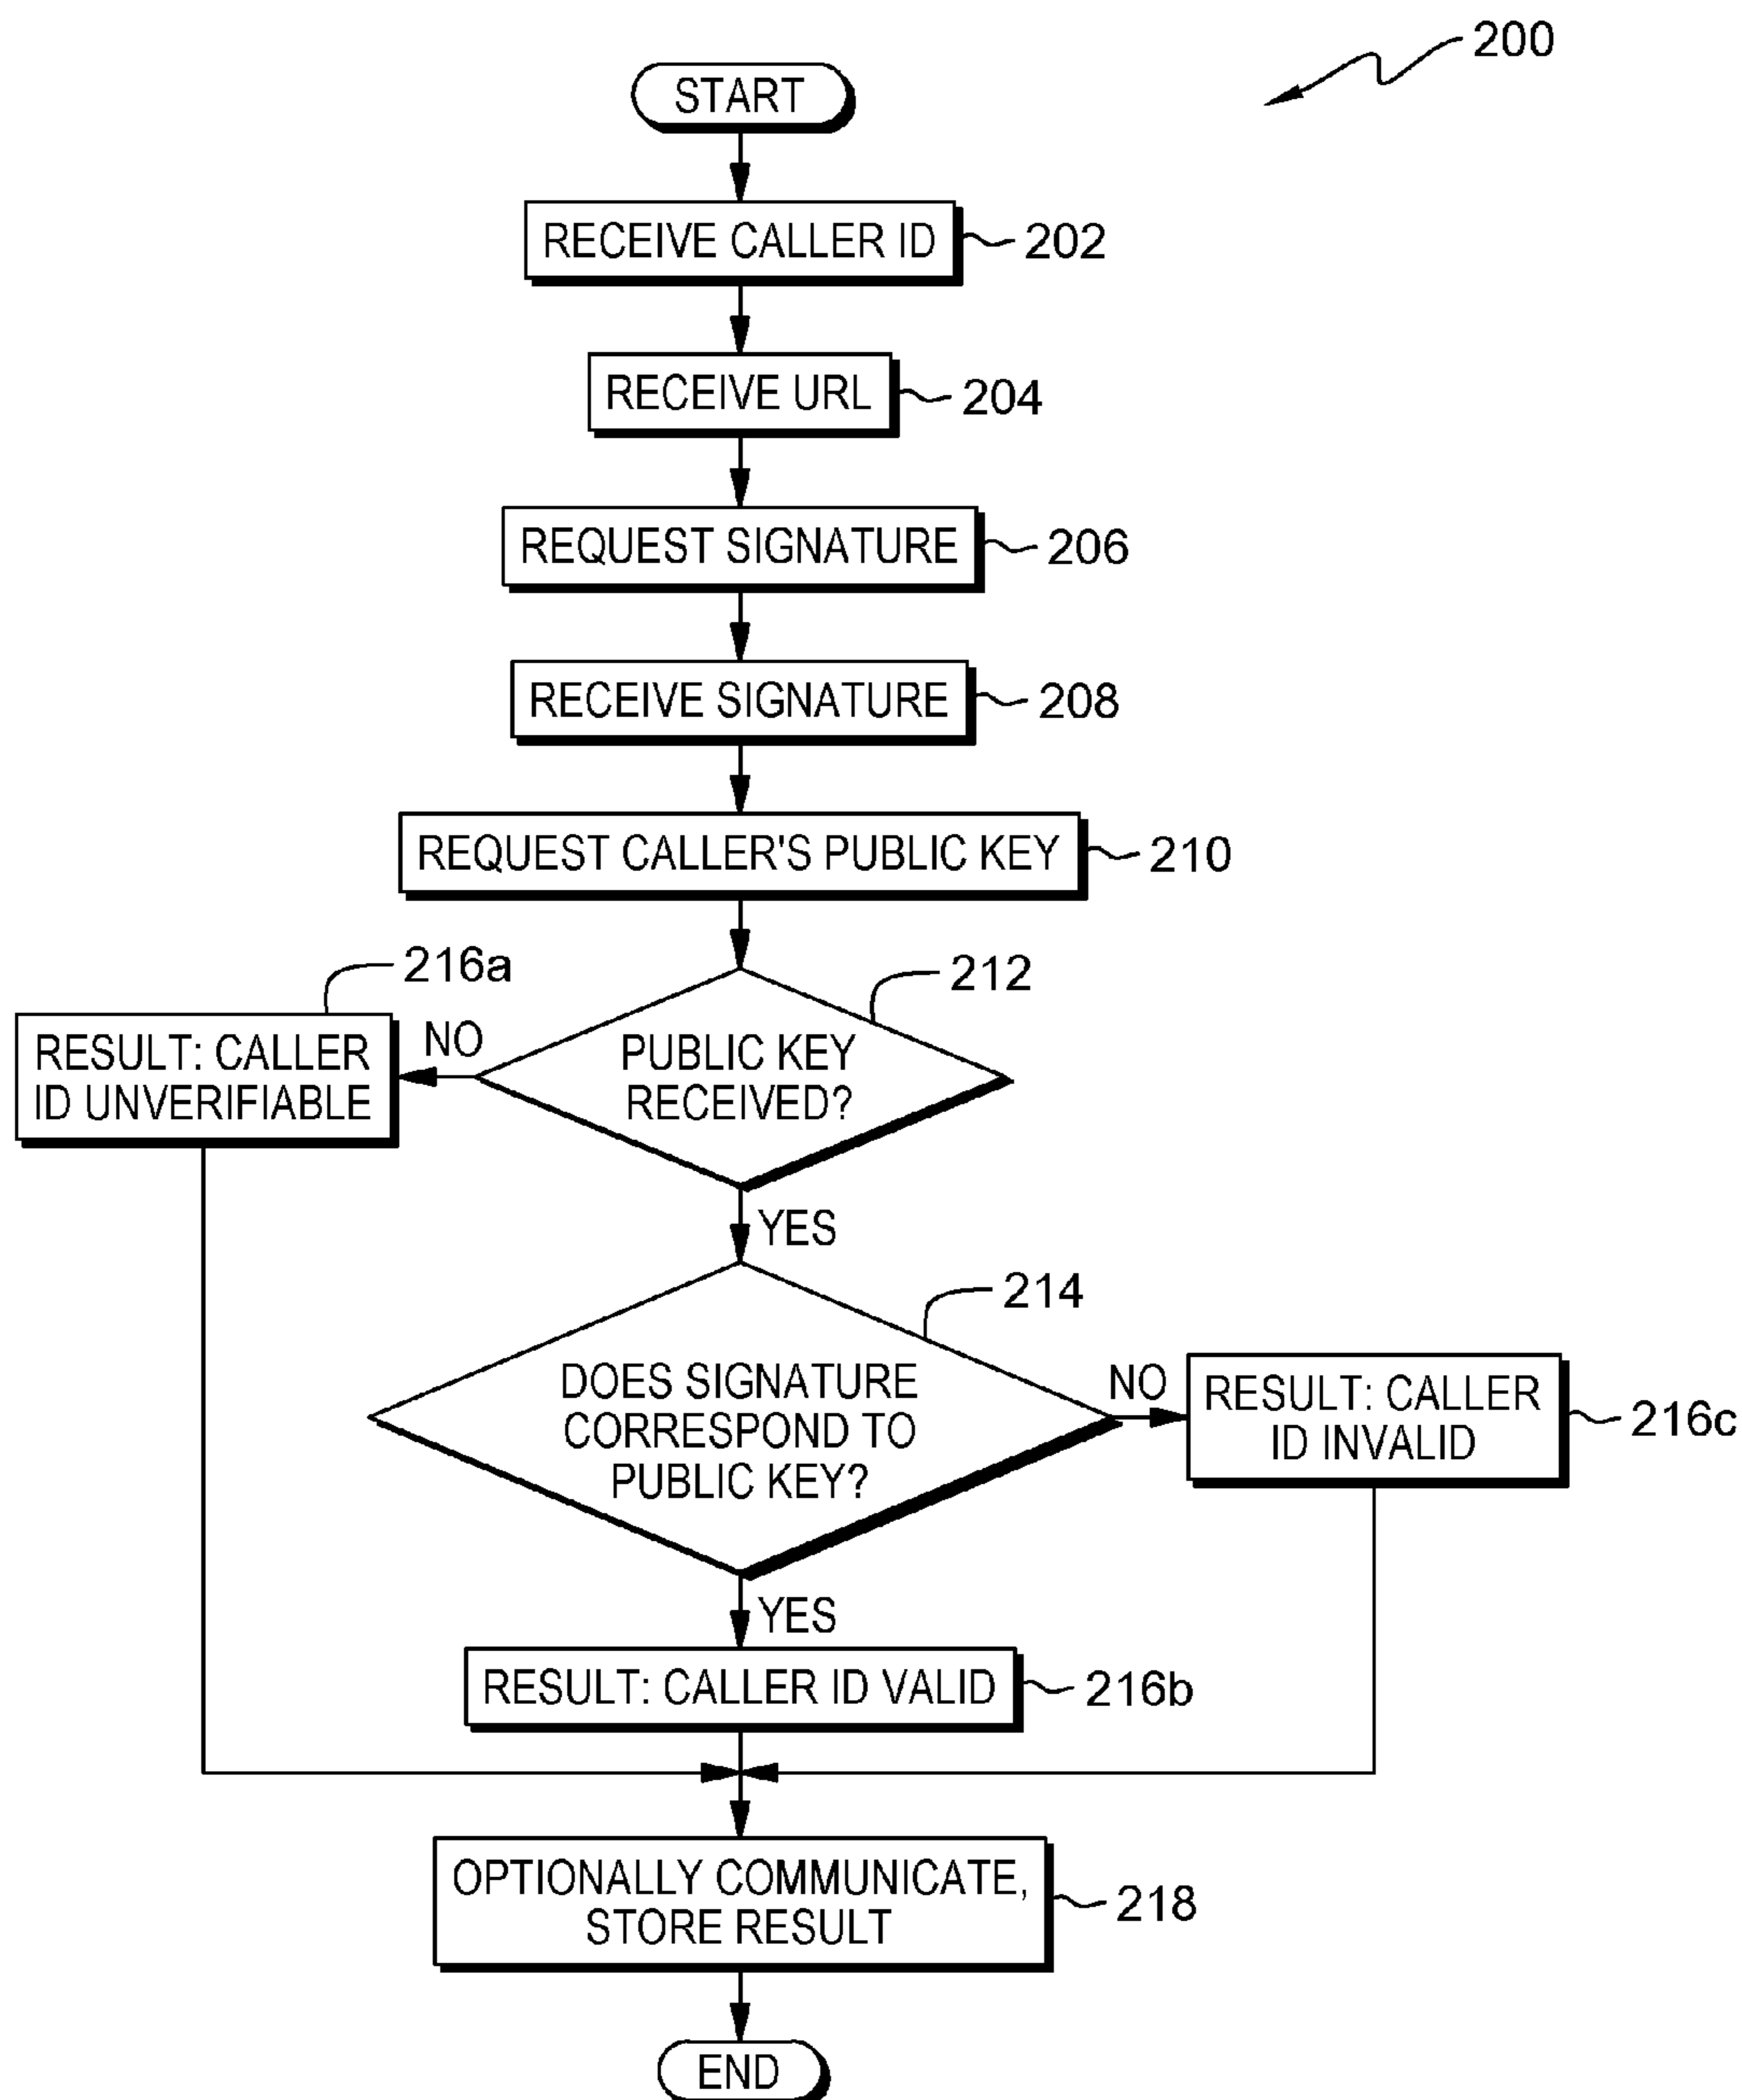 200
START
RECEIVE CALLER ID
202
RECEIVE URL
204
REQUEST SIGNATURE
206
RECEIVE SIGNATURE
208
REQUEST CALLER'S PUBLIC KEY
210
216a
212
RESULT: CALLER
ID UNVERIFIABLE
NO
PUBLIC KEY
RECEIVED?
YES
214
DOES SIGNATURE
CORRESPOND TO
PUBLIC KEY?
NO
RESULT: CALLER
ID INVALID
216c
YES
RESULT: CALLER ID VALID
216b
OPTIONALLY COMMUNICATE,
STORE RESULT
218
END